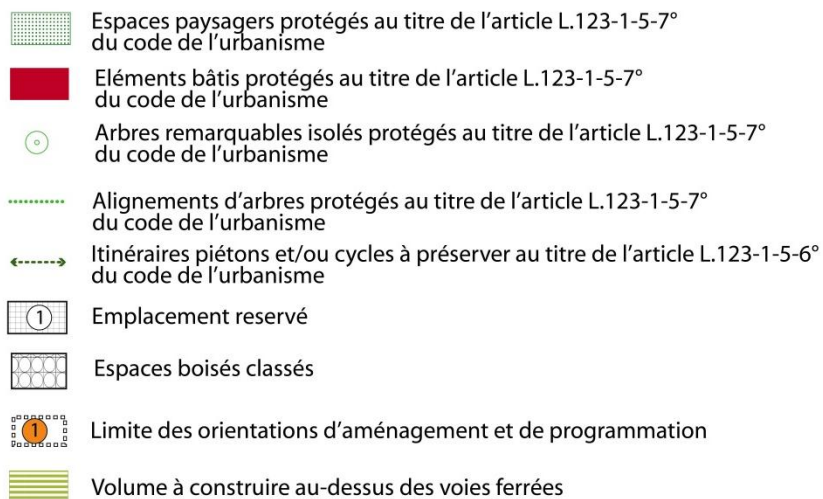 Espaces paysagers protégés au titre de l'article L.123-1-5-7°
du code de l'urbanisme
Eléments bâtis protégés au titre de l'article L.123-1-5-7°
du code de l'urbanisme
Arbres remarquables isolés protégés au titre de l'article L.123-1-5-7°
du code de l'urbanisme
Alignements d'arbres protégés au titre de l'article L.123-1-5-7°
du code de l'urbanisme
Itinéraires piétons et/ou cycles à préserver au titre de l'article L.123-1-5-6°
du code de l'urbanisme
1 Emplacement reservé
Espaces boisés classés
1 Limite des orientations d'aménagement et de programmation
Volume à construire au-dessus des voies ferrées